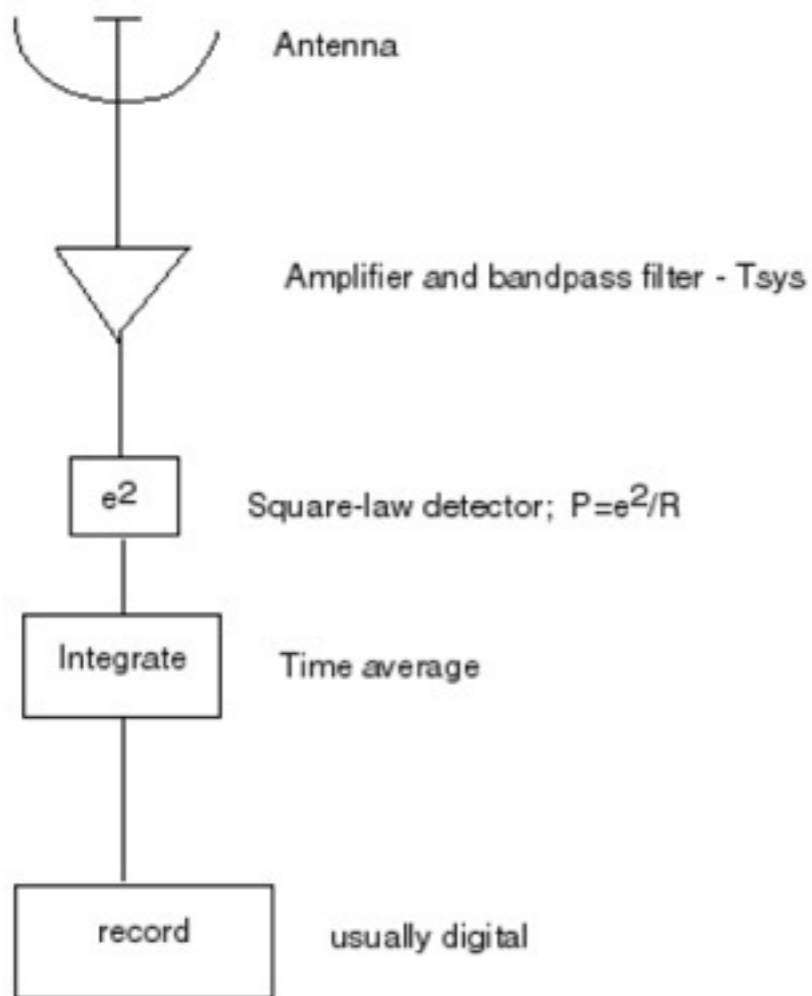 Antenna
Amplifier and bandpass filter - Tsys
e2
Square-law detector; P=e2/R
Integrate
Time average
record
usually digital